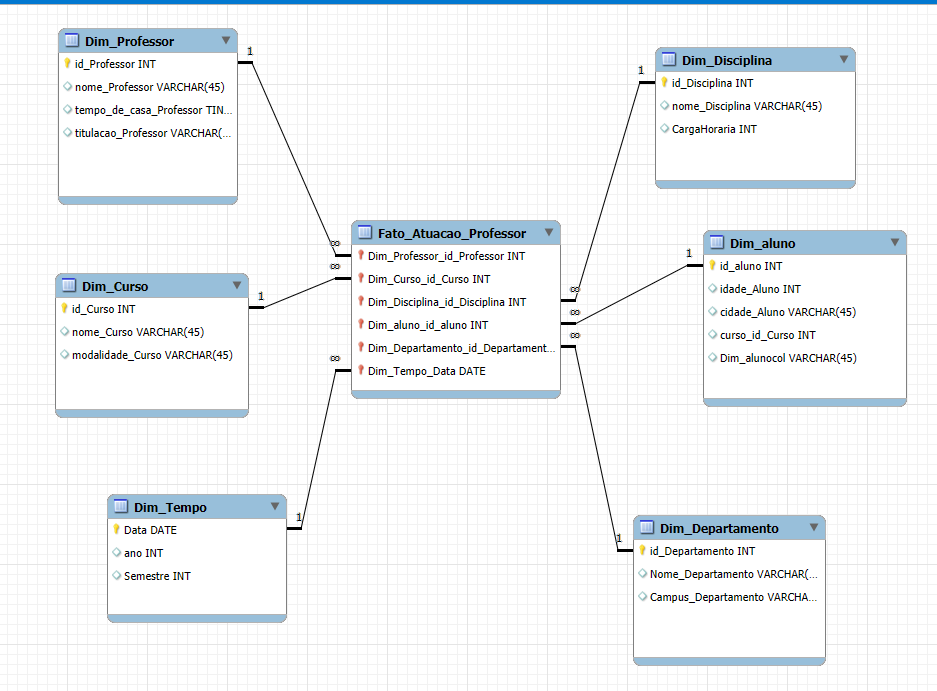 Dim_Professor
id_Professor INT
nome_Professor VARCHAR(45)
tempo_de_casa_Professor TIN...
titulacao_Professor VARCHAR(...
1
Dim_Disciplina
id_Disciplina INT
nome_Disciplina VARCHAR(45)
CargaHoraria INT
1
Fato_Atuacao_Professor
Dim_Professor_id_Professor INT
Dim_Curso_id_Curso INT
Dim_Disciplina_id_Disciplina INT
Dim_aluno_id_aluno INT
Dim_Departamento_id_Departament...
Dim_Tempo_Data DATE
∞
∞
∞
∞
∞
∞
Dim_aluno
id_aluno INT
idade_Aluno INT
cidade_Aluno VARCHAR(45)
curso_id_Curso INT
Dim_alunocol VARCHAR(45)
1
Dim_Curso
id_Curso INT
nome_Curso VARCHAR(45)
modalidade_Curso VARCHAR(45)
1
Dim_Tempo
Data DATE
ano INT
Semestre INT
1
Dim_Departamento
id_Departamento INT
Nome_Departamento VARCHAR(...
Campus_Departamento VARCHA...
1